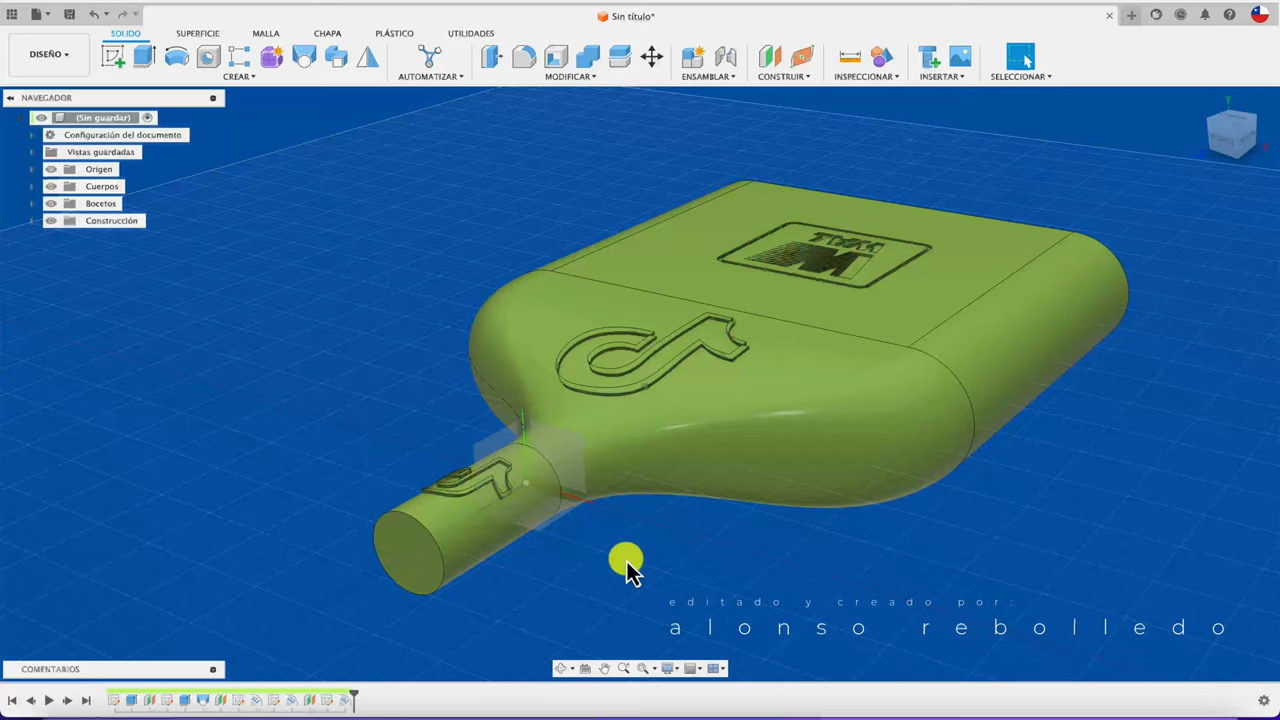 Sin título*
SOLIDO SUPERFICIE MALLA CHAPA PLÁSTICO UTILIDADES
DISEÑO
CREAR AUTOMATIZAR MODIFICAR ENSAMBLAR CONSTRUIR INSPECCIONAR INSERTAR SELECCIONAR
NAVEGADOR
(Sin guardar)
Configuración del documento
Vistas guardadas
Origen
Cuerpos
Bocetos
Construcción
editado y creado por:
alonso rebolledo
COMENTARIOS